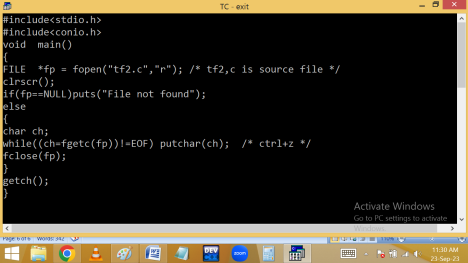 TC - exit
#include<stdio.h>
#include<conio.h>
void  main()
{
FILE  *fp = fopen("tf2.c","r"); /* tf2,c is source file */
clrscr();
if(fp==NULL)puts("File not found");
else
{
char ch;
while((ch=fgetc(fp))!=EOF) putchar(ch);  /* ctrl+z */
fclose(fp);
}
getch();
}
Activate Windows
Go to PC settings to activate
Windows.
Page: 6 of 6  Words: 342
DEV
zoom
11:30 AM
23-Sep-23